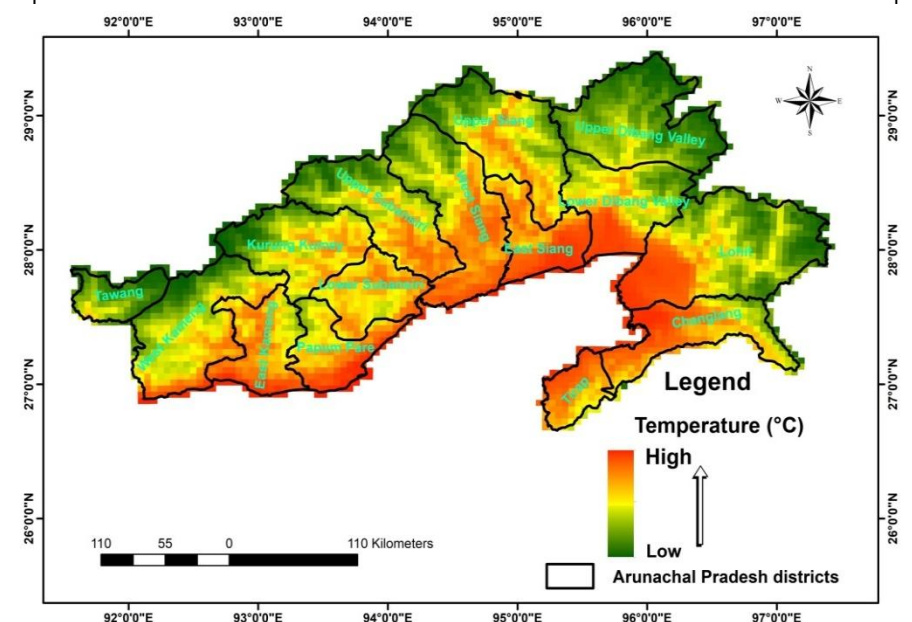 92°0'0"E 93°0'0"E 94°0'0"E 95°0'0"E 96°0'0"E 97°0'0"E
29°0'0"N
28°0'0"N
27°0'0"N
26°0'0"N
29°0'0"N
28°0'0"N
27°0'0"N
26°0'0"N
N
W E
S
Upper Siang
Upper Dibang Valley
Upper Subansiri
West Siang
Lower Dibang Valley
Kurung Kumey
East Siang
Lohit
Tawang
Lower Subansiri
West Kameng
East Kameng
Papum Pare
Changlang
Tirap
Legend
Temperature (°C)
High
Low
Arunachal Pradesh districts
110 55 0 110 Kilometers
92°0'0"E 93°0'0"E 94°0'0"E 95°0'0"E 96°0'0"E 97°0'0"E